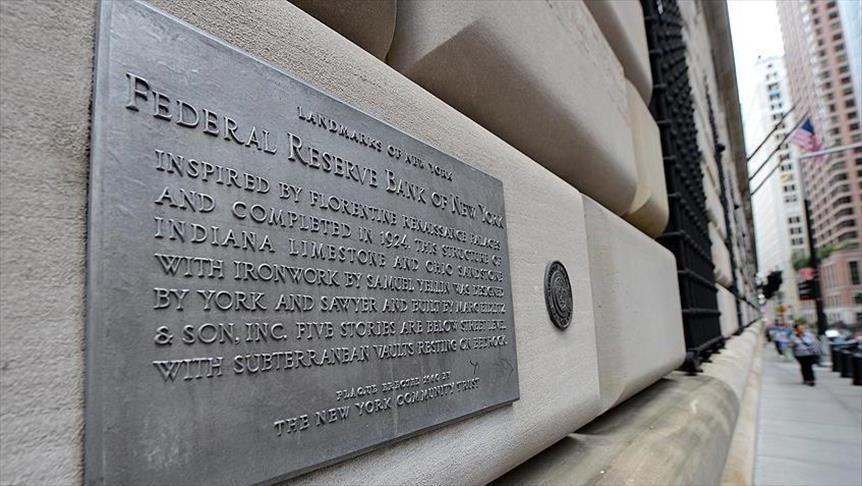 LANDMARKS OF NEW YORK
FEDERAL RESERVE BANK OF NEW YORK
INSPIRED BY FLORENTINE RENAISSANCE PALACES
AND COMPLETED IN 1924, THIS STRUCTURE OF
INDIANA LIMESTONE AND OHIO SANDSTONE
WITH IRONWORK BY SAMUEL YELLIN WAS DESIGNED
BY YORK AND SAWYER AND BUILT BY MARC EIDLITZ
& SON, INC. FIVE STORIES ARE BELOW STREET LEVEL
WITH SUBTERRANEAN VAULTS RESTING ON BEDROCK.
PLAQUE ERECTED BY
THE NEW YORK COMMUNITY TRUST